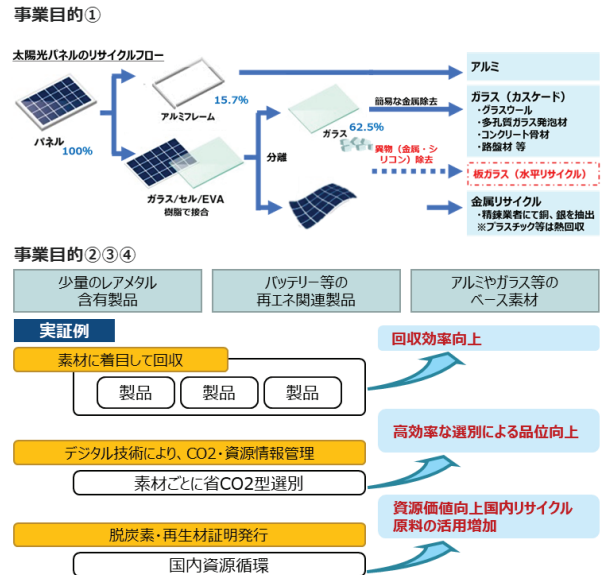 事業目的①
太陽光パネルのリサイクルフロー
パネル
100%
アルミフレーム
15.7%
ガラス/セル/EVA
樹脂で接合
分離
ガラス
62.5%
簡易な金属除去
異物（金属・シ
リコン）除去
アルミ
ガラス（カスケード）
・グラスウール
・多孔質ガラス発泡材
・コンクリート骨材
・路盤材 等
板ガラス（水平リサイクル）
金属リサイクル
・精錬業者にて銅、銀を抽出
※プラスチック等は熱回収
事業目的②③④
少量のレアメタル
含有製品
バッテリー等の
再エネ関連製品
アルミやガラス等の
ベース素材
実証例
素材に着目して回収
製品
製品
製品
回収効率向上
デジタル技術により、CO2・資源情報管理
素材ごとに省CO2型選別
高効率な選別による品位向上
脱炭素・再生材証明発行
国内資源循環
資源価値向上国内リサイクル
原料の活用増加